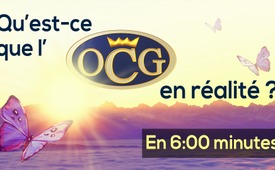 Qu'est-ce
que l'
OCG
en réalité ?
En 6:00 minutes